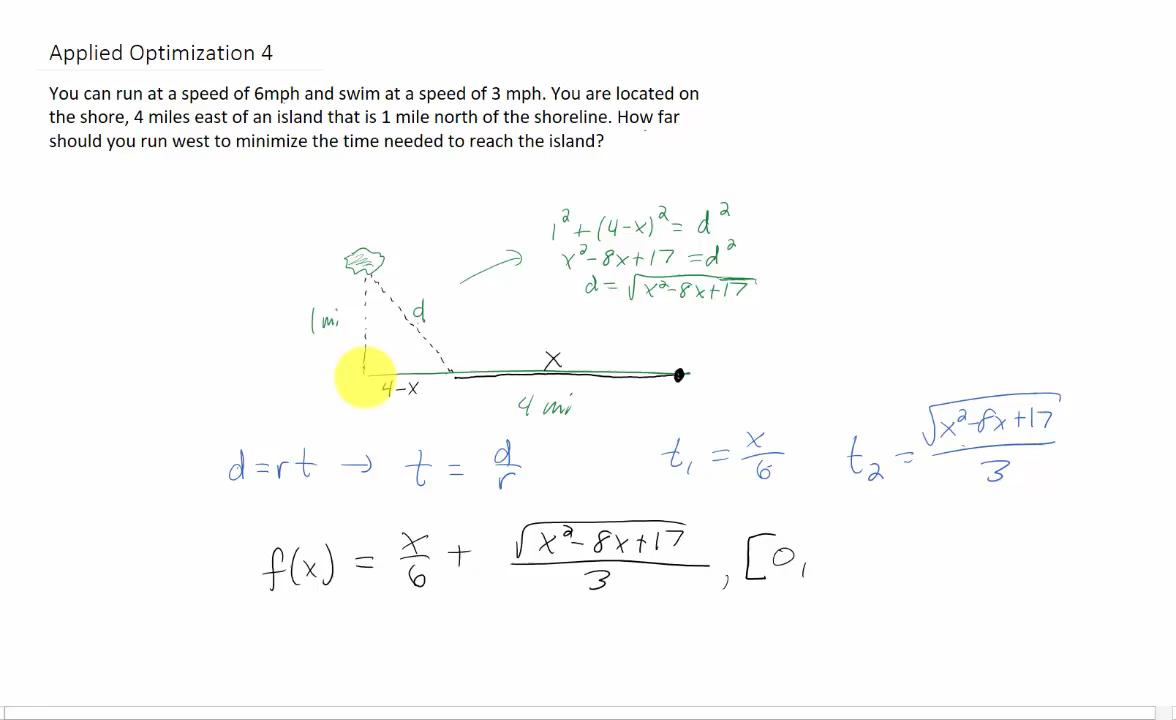 Applied Optimization 4
You can run at a speed of 6mph and swim at a speed of 3 mph. You are located on
the shore, 4 miles east of an island that is 1 mile north of the shoreline. How far
should you run west to minimize the time needed to reach the island?
1² + (4-x)² = d²
x² - 8x + 17 = d²
d = √(x² - 8x + 17)
1 mi
d
x
4-x
4 mi
d = rt → t = d/r
t₁ = x/6
t₂ = √(x² - 8x + 17)/3
f(x) = x/6 + √(x² - 8x + 17)/3 , [0,